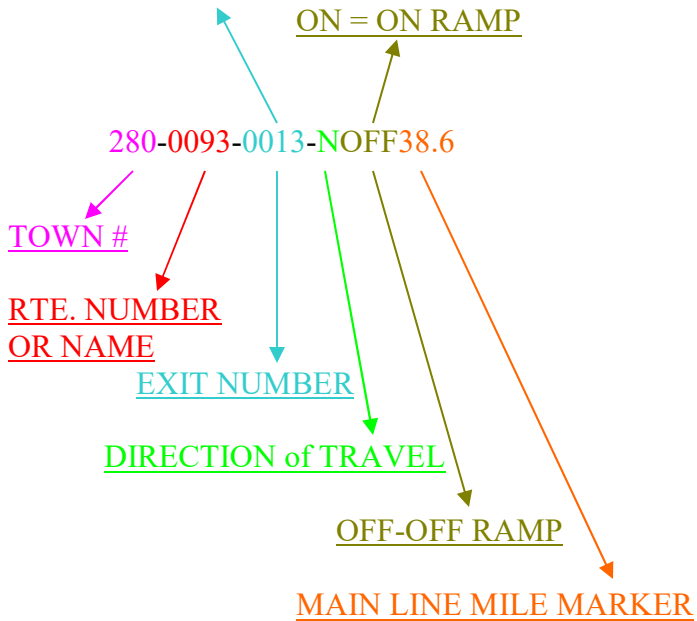 ON = ON RAMP
280-0093-0013-NOFF38.6
TOWN #
RTE. NUMBER
OR NAME
EXIT NUMBER
DIRECTION of TRAVEL
OFF-OFF RAMP
MAIN LINE MILE MARKER